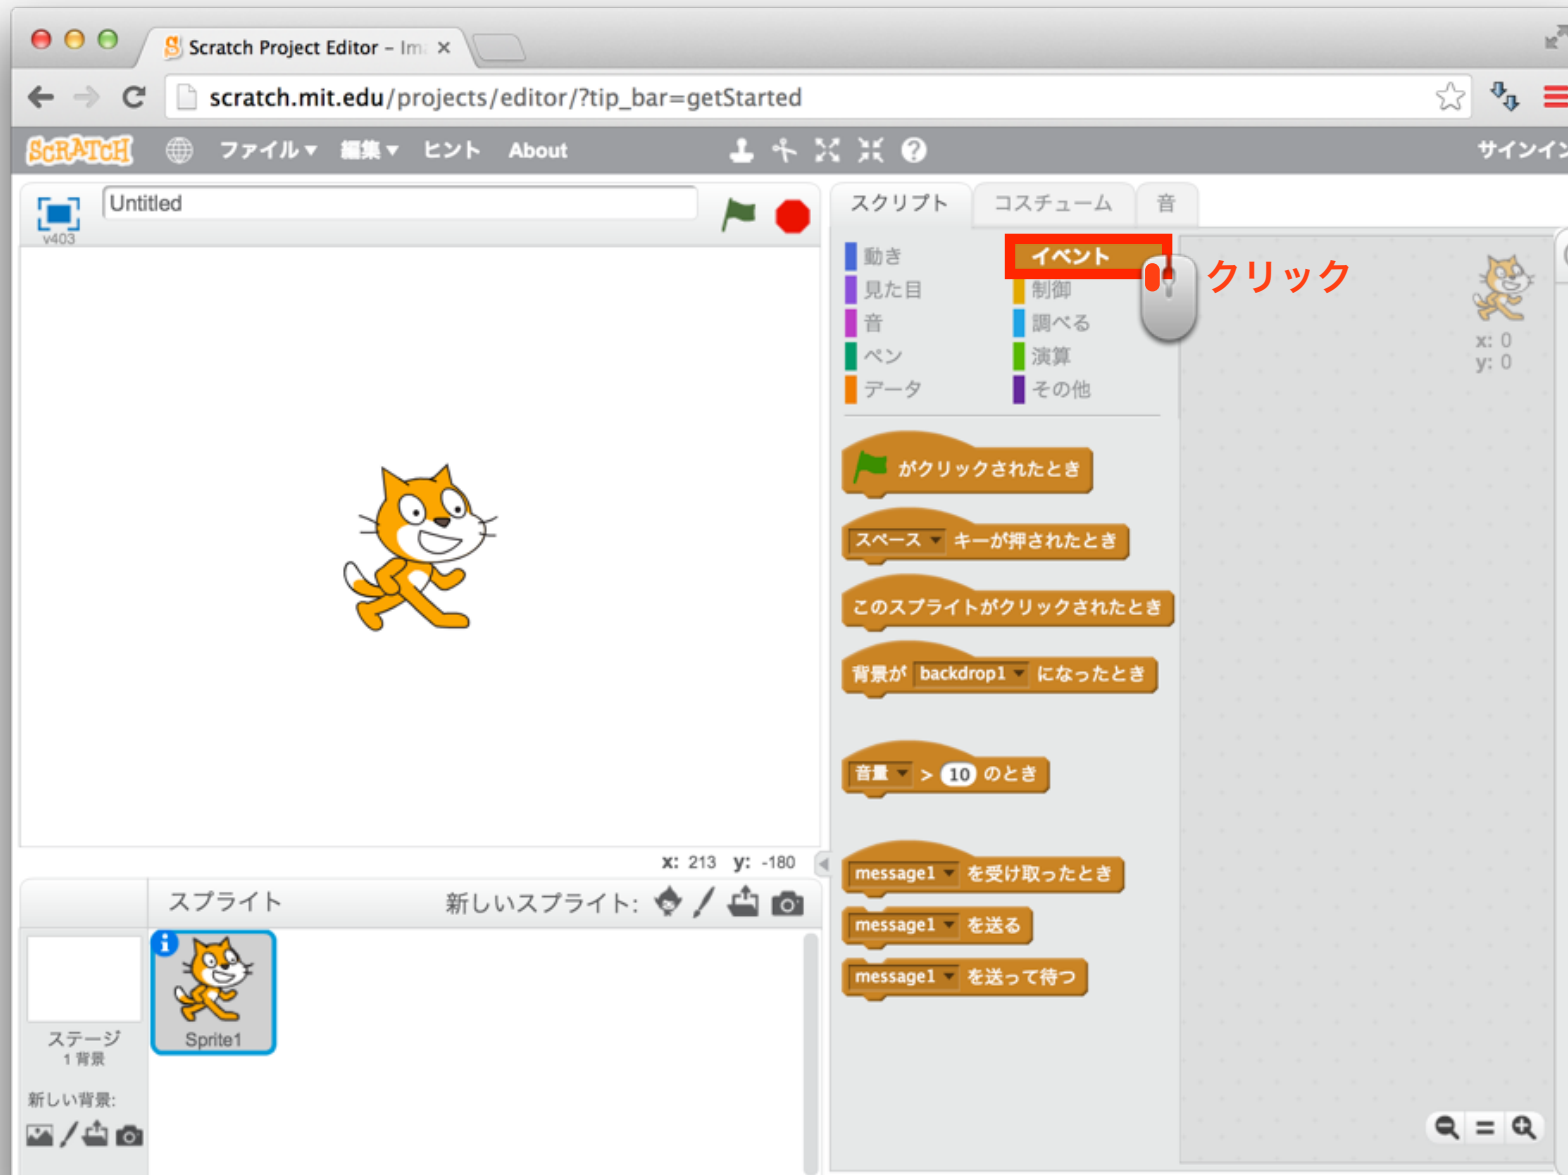 Scratch Project Editor – Im
scratch.mit.edu/projects/editor/?tip_bar=getStarted
SCRATCH ファイル▼ 編集▼ ヒント About サインイン
Untitled
v403
スクリプト コスチューム 音
動き イベント
クリック
見た目 制御
音 調べる
ペン 演算
データ その他
x: 0
y: 0
がクリックされたとき
スペース▼ キーが押されたとき
このスプライトがクリックされたとき
背景が backdrop1▼ になったとき
音量▼ > 10 のとき
x: 213 y: -180
message1▼ を受け取ったとき
message1▼ を送る
message1▼ を送って待つ
スプライト 新しいスプライト:
Sprite1
ステージ
1 背景
新しい背景: